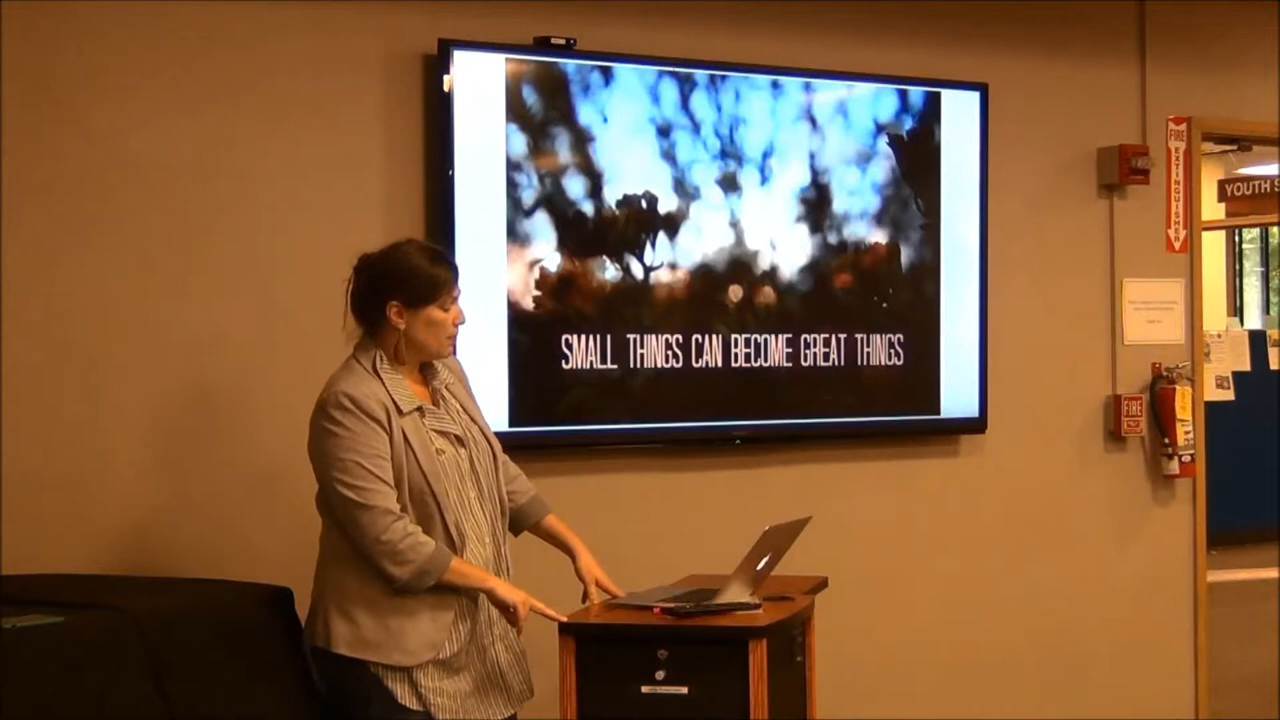 SMALL THINGS CAN BECOME GREAT THINGS
FIRE
EXTINGUISHER
YOUTH S
FIRE